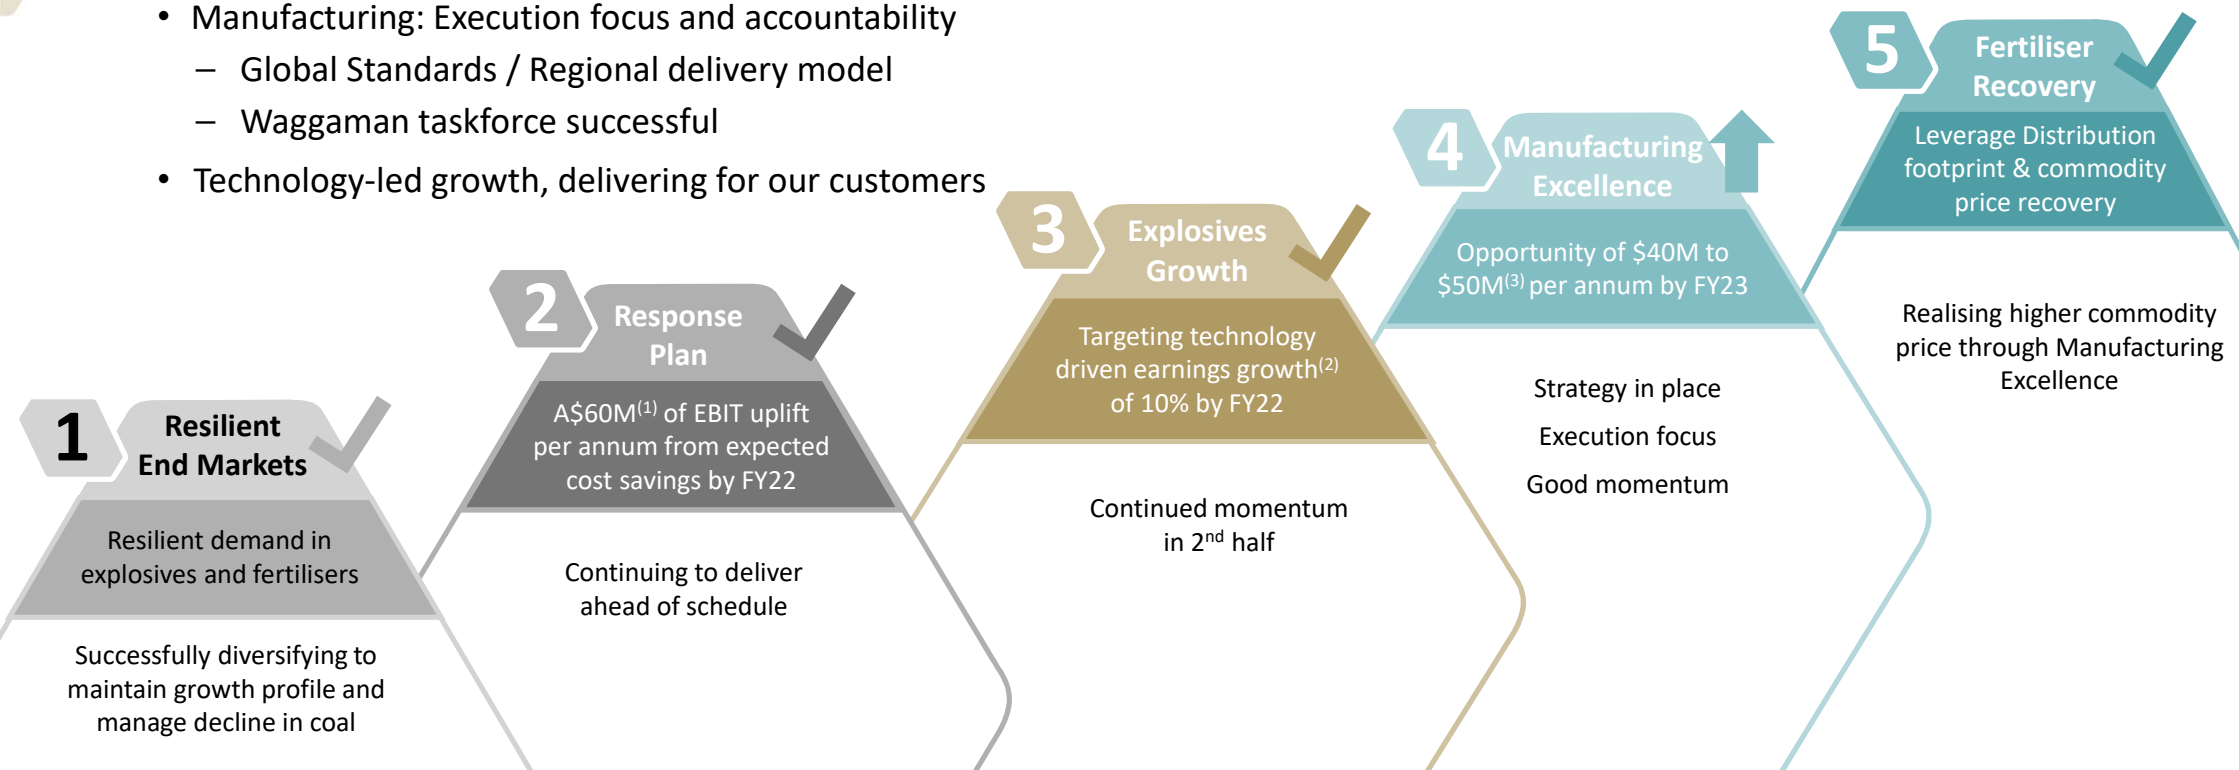 • Manufacturing: Execution focus and accountability
– Global Standards / Regional delivery model
– Waggaman taskforce successful
• Technology-led growth, delivering for our customers
1
Resilient
End Markets
Resilient demand in
explosives and fertilisers
Successfully diversifying to
maintain growth profile and
manage decline in coal
2
Response
Plan
A$60M(1) of EBIT uplift
per annum from expected
cost savings by FY22
Continuing to deliver
ahead of schedule
3
Explosives
Growth
Targeting technology
driven earnings growth(2)
of 10% by FY22
Continued momentum
in 2nd half
4
Manufacturing
Excellence
Opportunity of $40M to
$50M(3) per annum by FY23
Strategy in place
Execution focus
Good momentum
5
Fertiliser
Recovery
Leverage Distribution
footprint & commodity
price recovery
Realising higher commodity
price through Manufacturing
Excellence